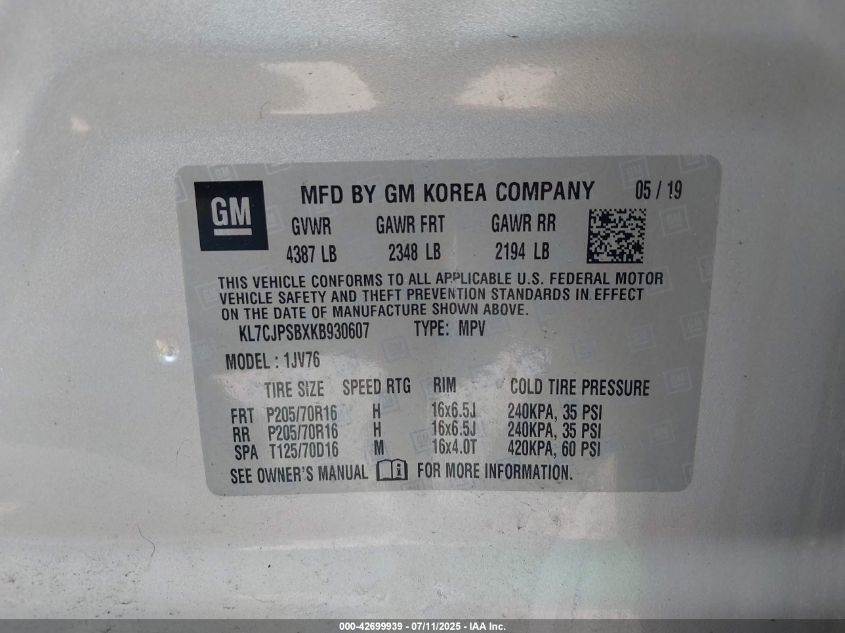 GM MFD BY GM KOREA COMPANY 05 / 19
GVWR GAWR FRT GAWR RR
4387 LB 2348 LB 2194 LB
THIS VEHICLE CONFORMS TO ALL APPLICABLE U.S. FEDERAL MOTOR
VEHICLE SAFETY AND THEFT PREVENTION STANDARDS IN EFFECT
ON THE DATE OF MANUFACTURE SHOWN ABOVE.
KL7CJPSBXKB930607 TYPE: MPV
MODEL : 1JV76
TIRE SIZE SPEED RTG RIM COLD TIRE PRESSURE
FRT P205/70R16 H 16x6.5J 240KPA, 35 PSI
RR P205/70R16 H 16x6.5J 240KPA, 35 PSI
SPA T125/70D16 M 16x4.0T 420KPA, 60 PSI
SEE OWNER'S MANUAL FOR MORE INFORMATION.
000-42699939 - 07/11/2025 - IAA Inc.